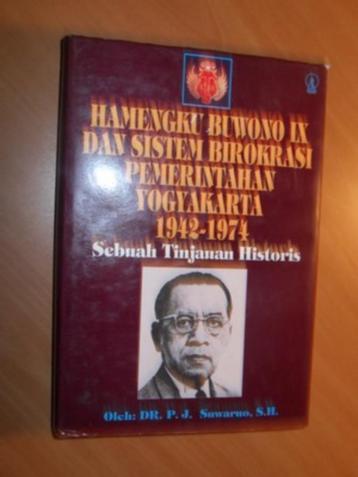 HAMENGKU BUWONO IX
DAN SISTEM BIROKRASI
PEMERINTAHAN
YOGYAKARTA
1942-1974
Sebuah Tinjauan Historis
Oleh: DR. P. J. Suwarno, S.H.